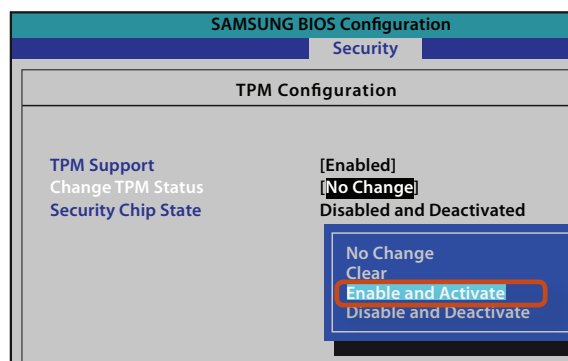 SAMSUNG BIOS Configuration
Security
TPM Configuration
TPM Support [Enabled]
Change TPM Status [No Change]
Security Chip State Disabled and Deactivated
No Change
Clear
Enable and Activate
Disable and Deactivate